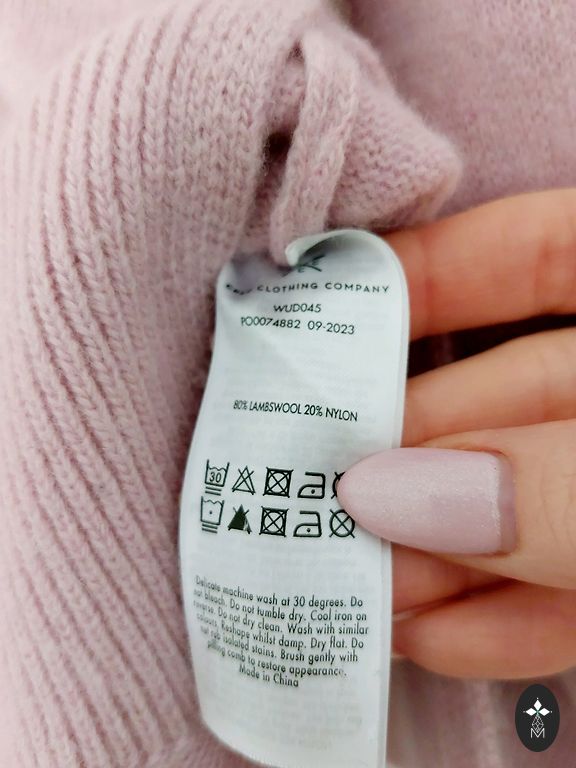 CLOTHING COMPANY
WUD045
PO0074882 09-2023
80% LAMBSWOOL 20% NYLON
30
Delicate machine wash at 30 degrees. Do
not bleach. Do not tumble dry. Cool iron on
reverse. Do not dry clean. Wash with similar
colours. Reshape whilst damp. Dry flat. Do
not rub isolated stains. Brush gently with
pilling comb to restore appearance.
Made in China
M